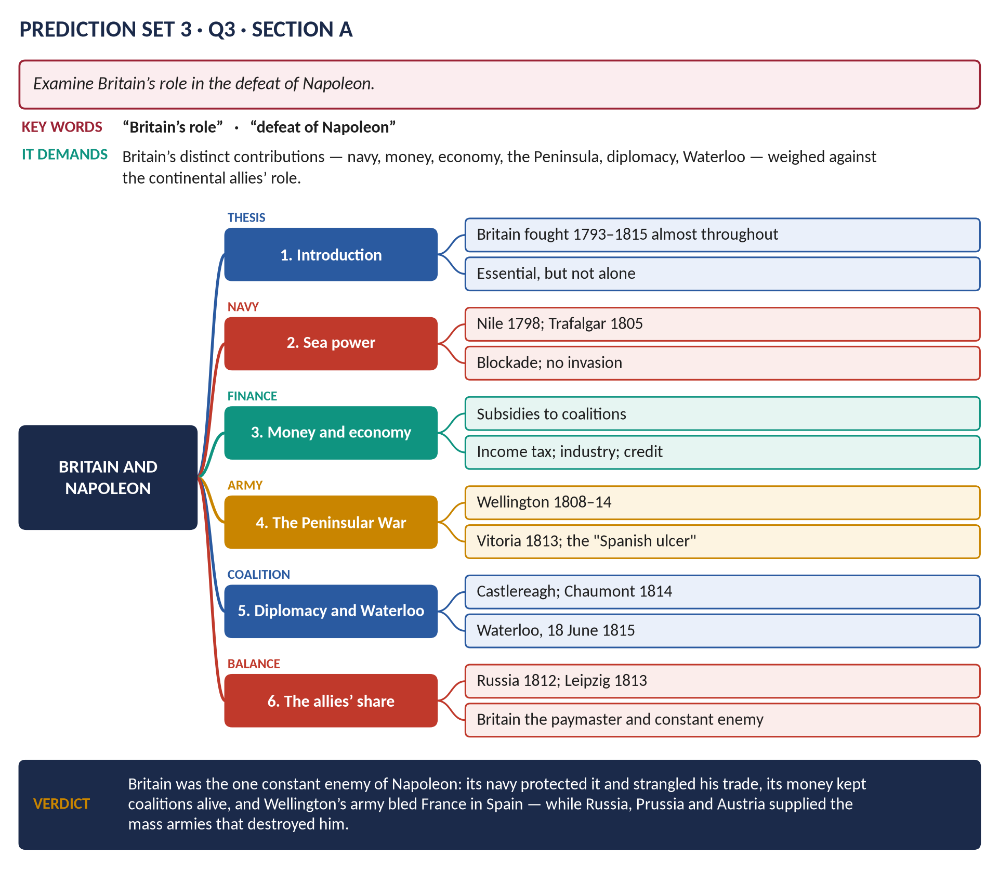 PREDICTION SET 3 · Q3 · SECTION A
Examine Britain’s role in the defeat of Napoleon.
KEY WORDS “Britain’s role” · “defeat of Napoleon”
IT DEMANDS Britain’s distinct contributions — navy, money, economy, the Peninsula, diplomacy, Waterloo — weighed against
the continental allies’ role.
BRITAIN AND
NAPOLEON
THESIS
1. Introduction
Britain fought 1793–1815 almost throughout
Essential, but not alone
NAVY
2. Sea power
Nile 1798; Trafalgar 1805
Blockade; no invasion
FINANCE
3. Money and economy
Subsidies to coalitions
Income tax; industry; credit
ARMY
4. The Peninsular War
Wellington 1808–14
Vitoria 1813; the "Spanish ulcer"
COALITION
5. Diplomacy and Waterloo
Castlereagh; Chaumont 1814
Waterloo, 18 June 1815
BALANCE
6. The allies’ share
Russia 1812; Leipzig 1813
Britain the paymaster and constant enemy
VERDICT
Britain was the one constant enemy of Napoleon: its navy protected it and strangled his trade, its money kept
coalitions alive, and Wellington’s army bled France in Spain — while Russia, Prussia and Austria supplied the
mass armies that destroyed him.